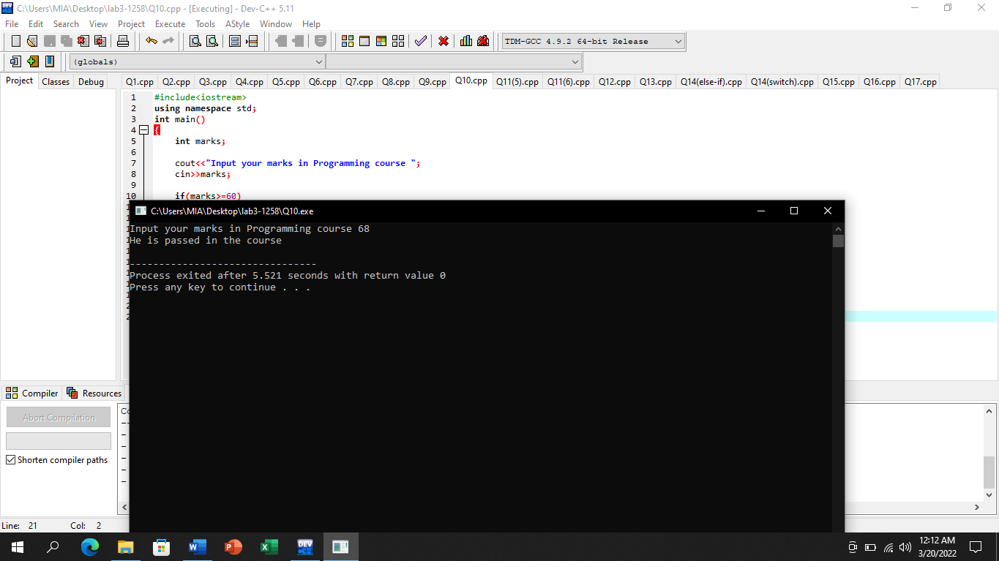 C:\Users\MIA\Desktop\lab3-1258\Q10.cpp - [Executing] - Dev-C++ 5.11
File Edit Search View Project Execute Tools AStyle Window Help
TDM-GCC 4.9.2 64-bit Release
(globals)
Project Classes Debug Q1.cpp Q2.cpp Q3.cpp Q4.cpp Q5.cpp Q6.cpp Q7.cpp Q8.cpp Q9.cpp Q10.cpp Q11(5).cpp Q11(6).cpp Q12.cpp Q13.cpp Q14(else-if).cpp Q14(switch).cpp Q15.cpp Q16.cpp Q17.cpp
1 #include<iostream>
2 using namespace std;
3 int main()
4 {
5 int marks;
6
7 cout<<"Input your marks in Programming course ";
8 cin>>marks;
9
10 if(marks>=60)
C:\Users\MIA\Desktop\lab3-1258\Q10.exe
Input your marks in Programming course 68
He is passed in the course
--------------------------------
Process exited after 5.521 seconds with return value 0
Press any key to continue . . .
Compiler Resources
Abort Compilation
Shorten compiler paths
Line: 21 Col: 2
12:12 AM
3/20/2022